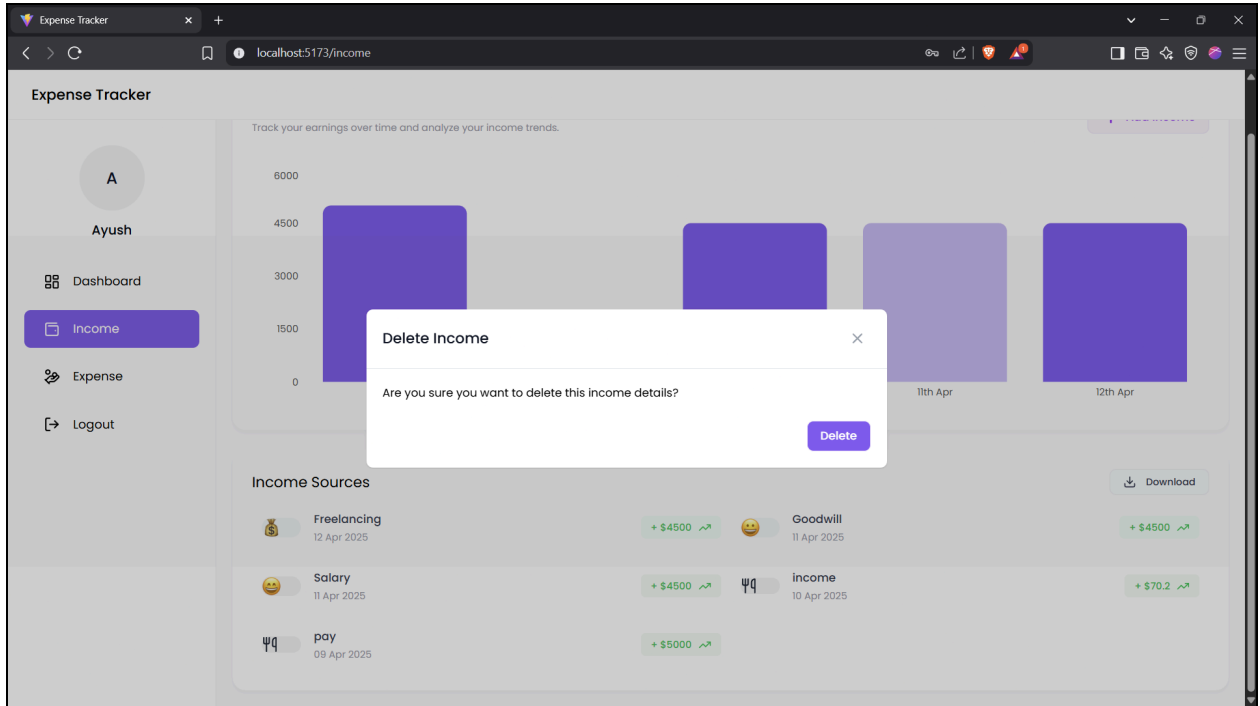 Expense Tracker
localhost:5173/income
1
Expense Tracker
A
Ayush
Dashboard
Income
Expense
Logout
Track your earnings over time and analyze your income trends.
Add Income
6000
4500
3000
1500
0
11th Apr
12th Apr
Delete Income
Are you sure you want to delete this income details?
Delete
Income Sources
Download
Freelancing
12 Apr 2025
+ $4500
Goodwill
11 Apr 2025
+ $4500
Salary
11 Apr 2025
+ $4500
income
10 Apr 2025
+ $70.2
pay
09 Apr 2025
+ $5000